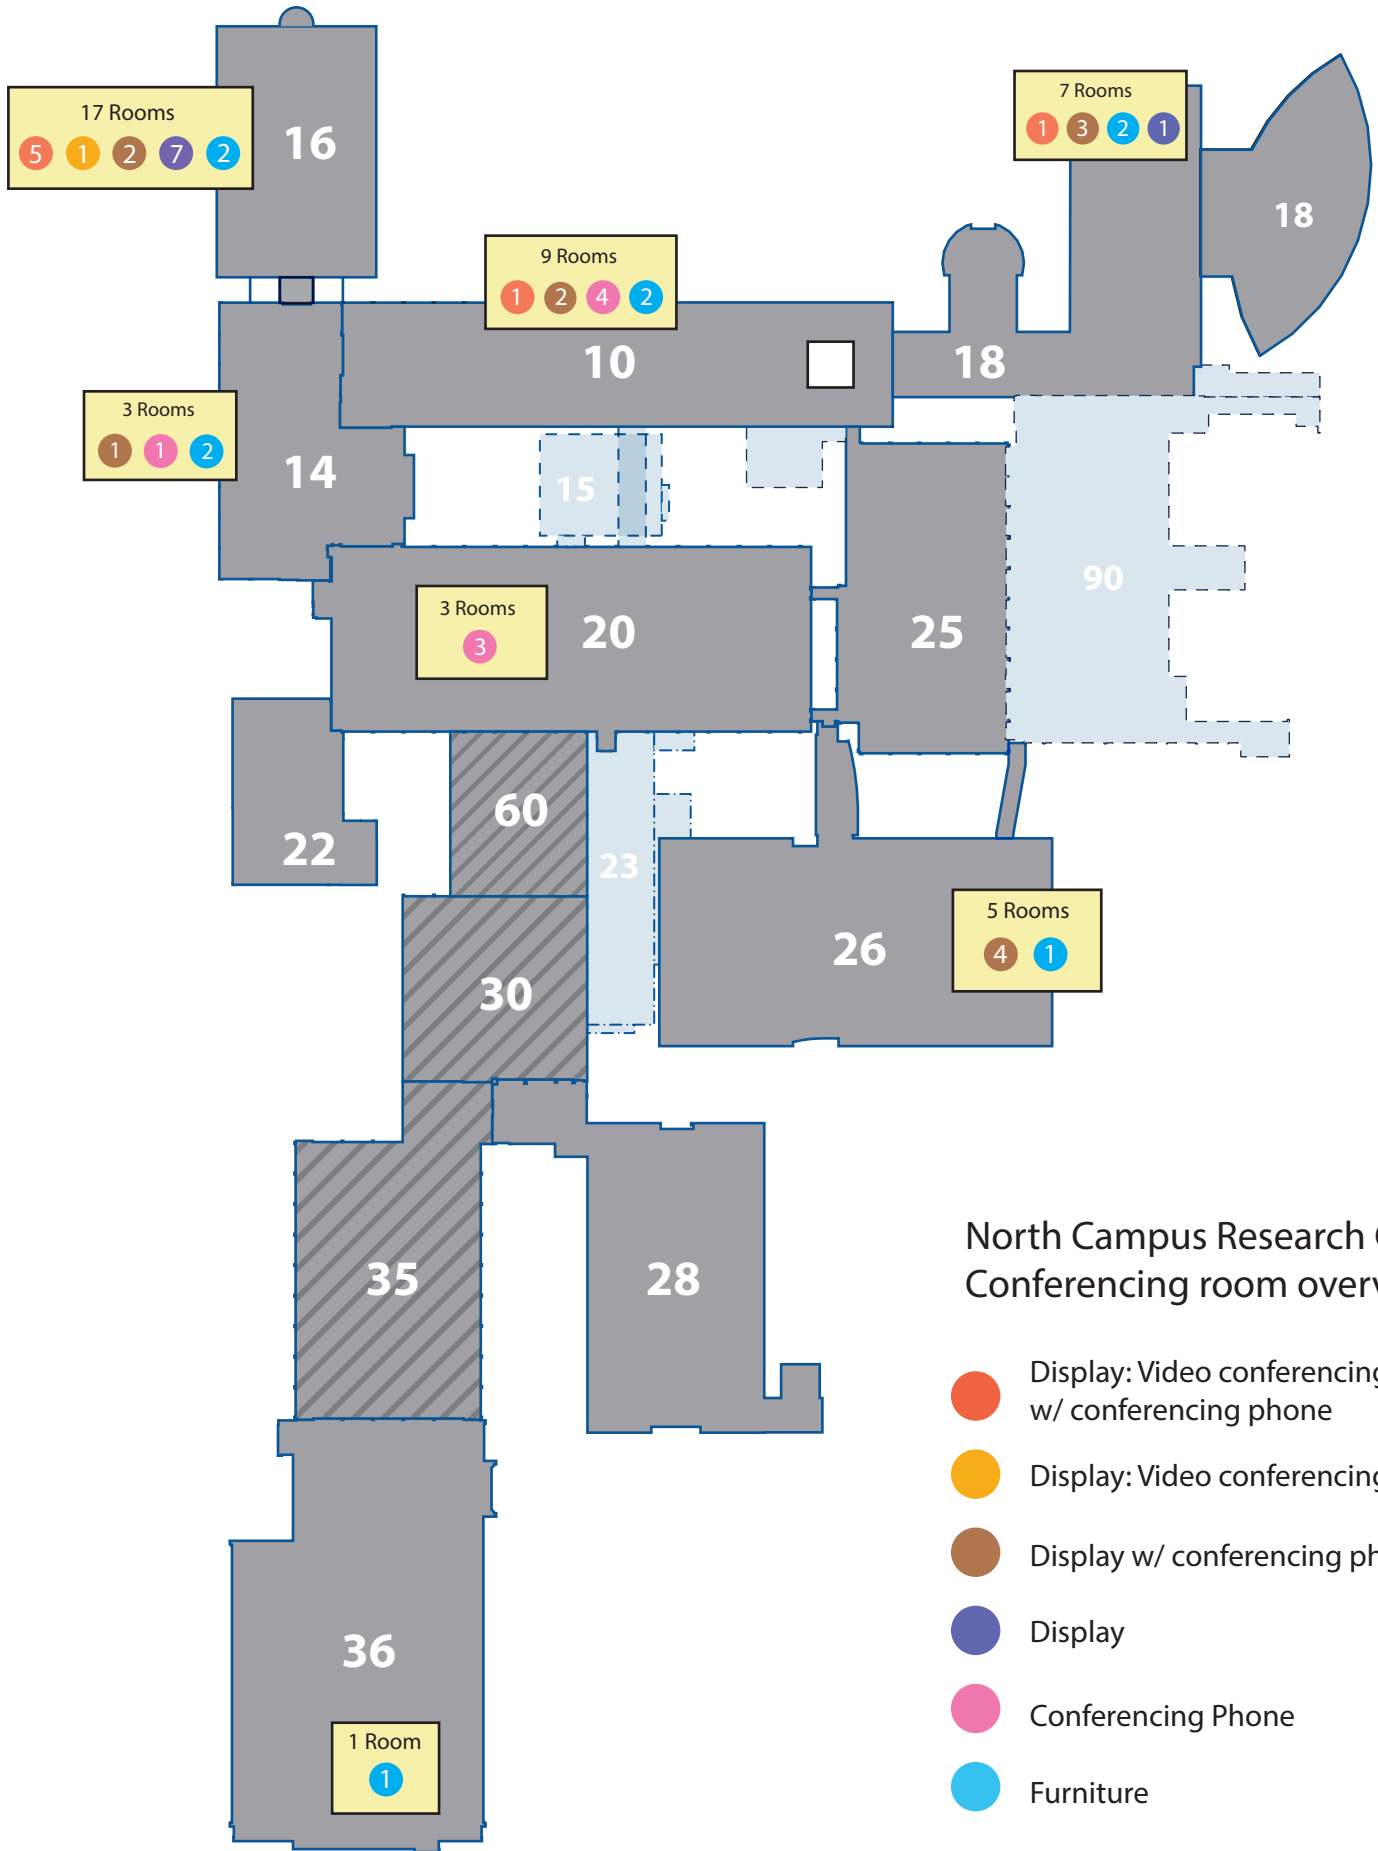 17 Rooms
5 1 2 7 2
16
7 Rooms
1 3 2 1
18
9 Rooms
1 2 4 2
10
18
3 Rooms
1 1 2
14
15
25
90
3 Rooms
3
20
60
22
23
26
5 Rooms
4 1
30
35
28
36
1 Room
1
North Campus Research
Conferencing room
Display: Video conferencing
w/ conferencing phone
Display: Video conferencing
Display w/ conferencing
Display
Conferencing Phone
Furniture